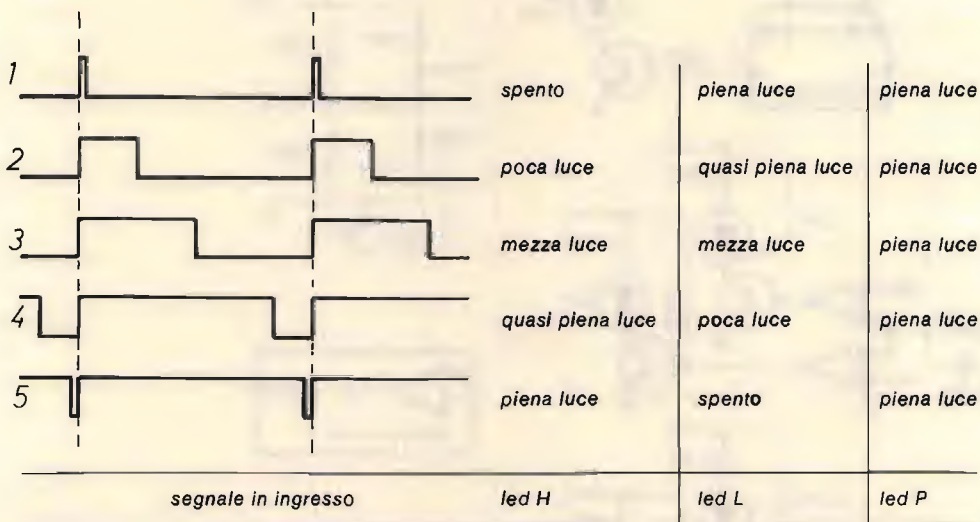 1 spento piena luce piena luce
2 poca luce quasi piena luce piena luce
3 mezza luce mezza luce piena luce
4 quasi piena luce poca luce piena luce
5 piena luce spento piena luce
segnale in ingresso led H led L led P